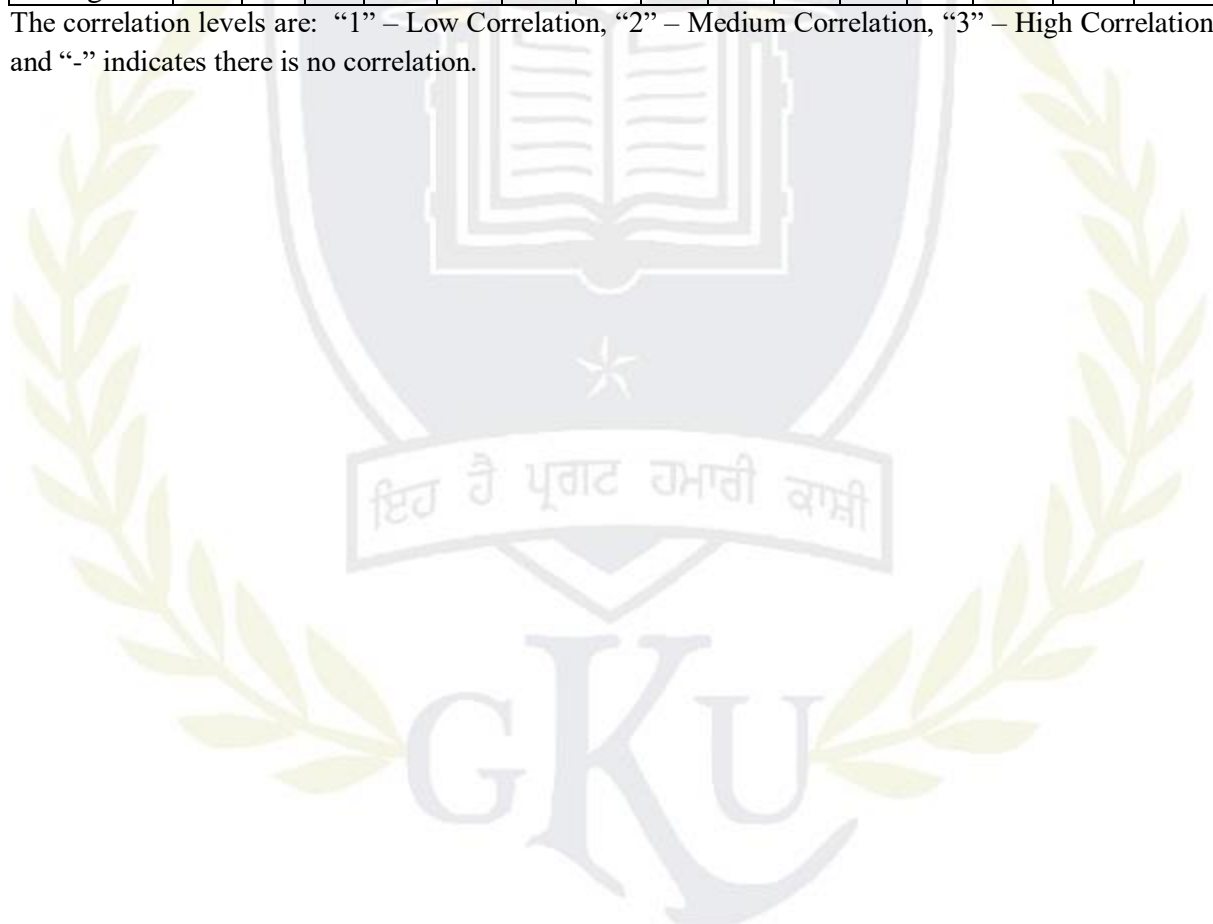 The correlation levels are: “1” – Low Correlation, “2” – Medium Correlation, “3” – High Correlation
and “-” indicates there is no correlation.
ਇਹ ਹੈ ਪ੍ਰਗਟ ਹਮਾਰੀ ਕਾਸ਼ੀ
GKU